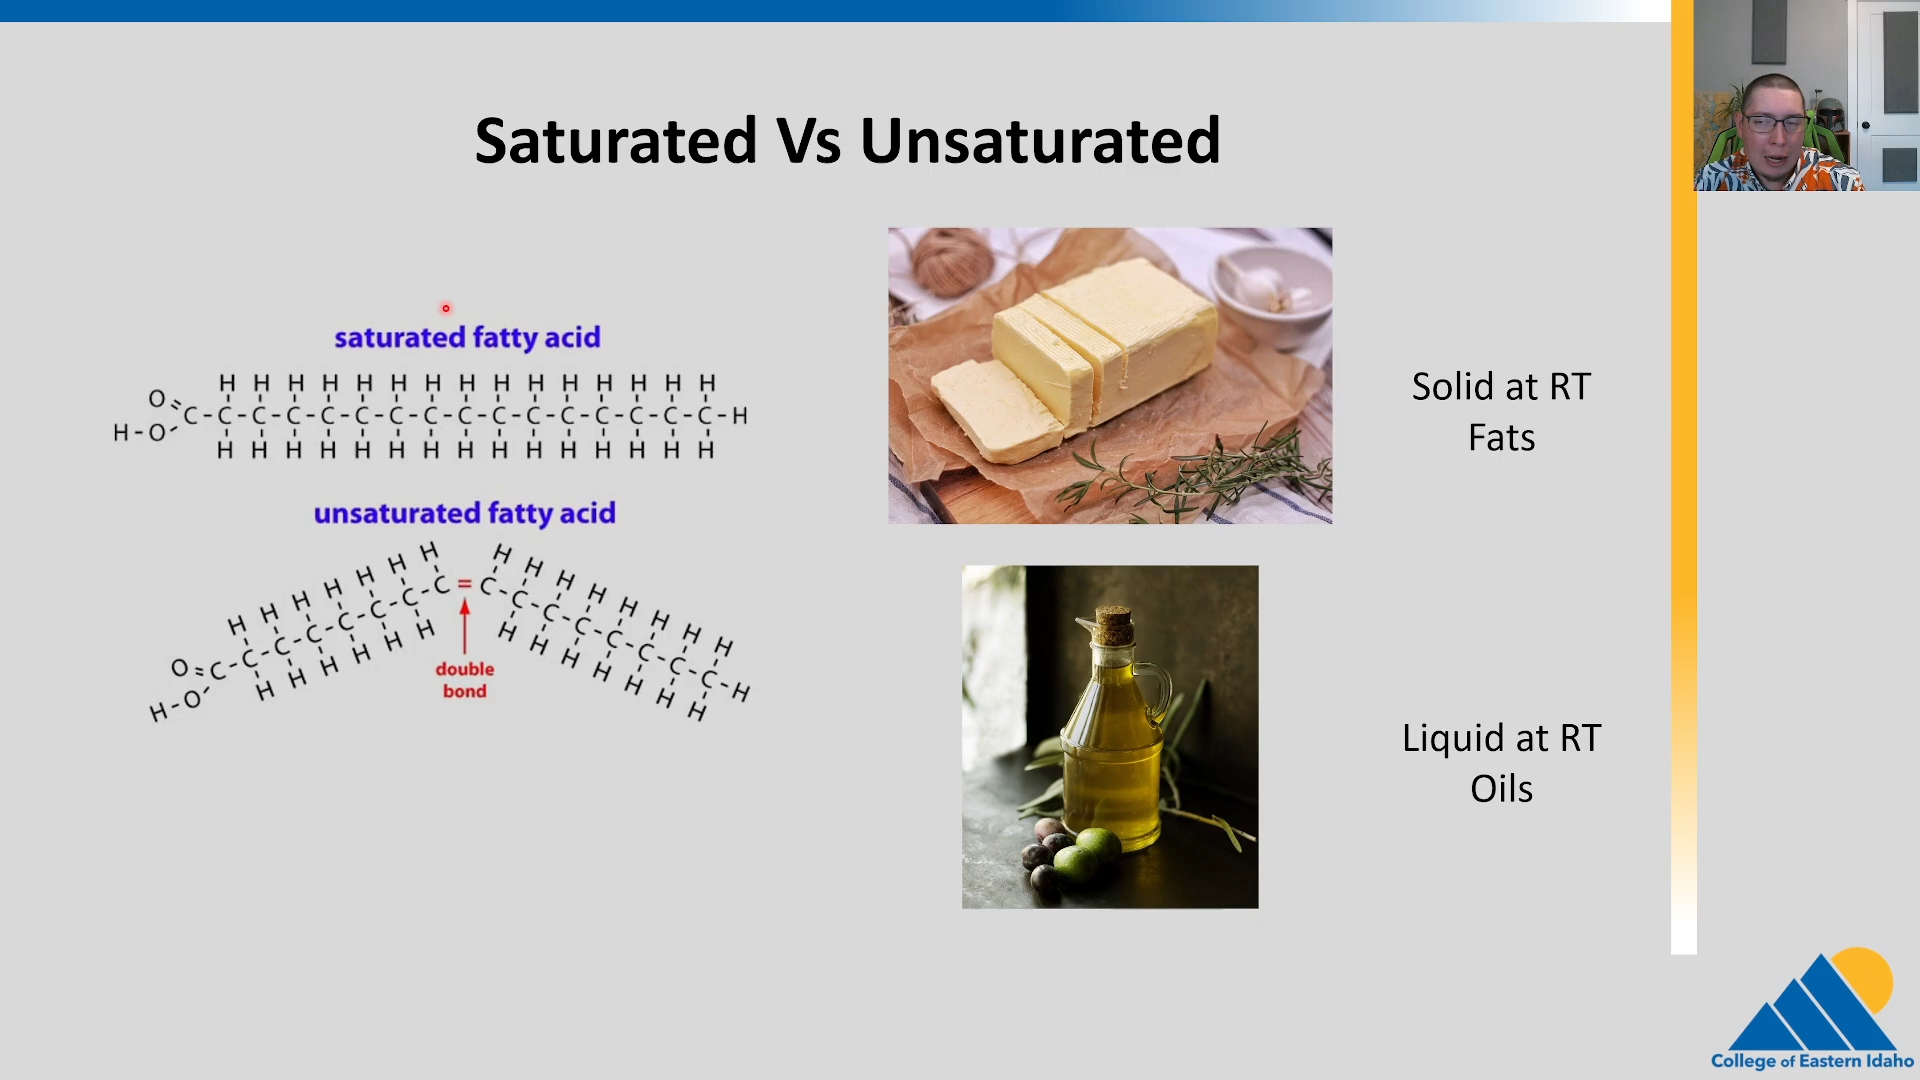 Saturated Vs Unsaturated
saturated fatty acid
H H H H H H H H H H H H H H H
O=C-C-C-C-C-C-C-C-C-C-C-C-C-C-C-C-H
H-O
H H H H H H H H H H H H H H H
unsaturated fatty acid
H H H H H H H H H H H H H H H
O=C-C-C-C-C-C-C-C=C-C-C-C-C-C-C-C-H
H-O
H H H H H H H H H H H H H
double
bond
Solid at RT
Fats
Liquid at RT
Oils
College of Eastern Idaho